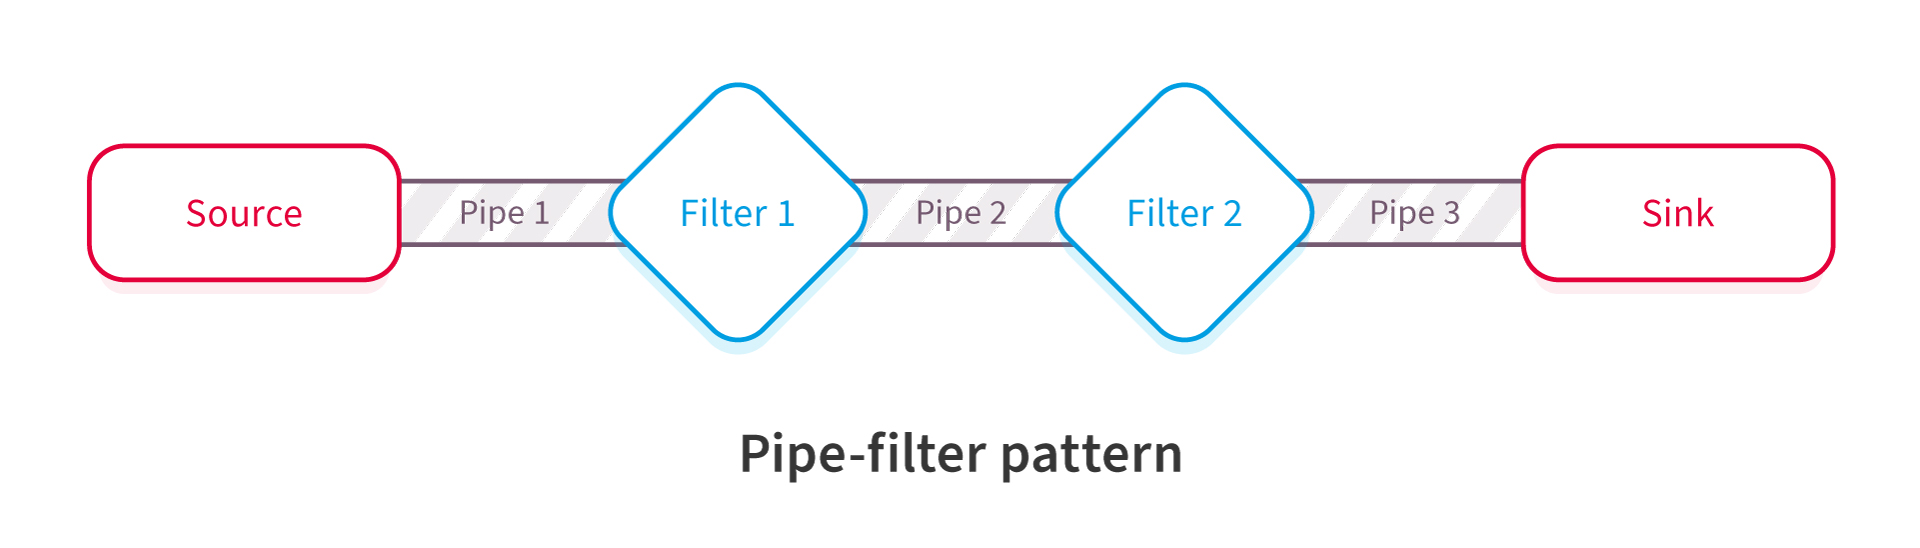 Source Pipe 1 Filter 1 Pipe 2 Filter 2 Pipe 3 Sink
Pipe-filter pattern